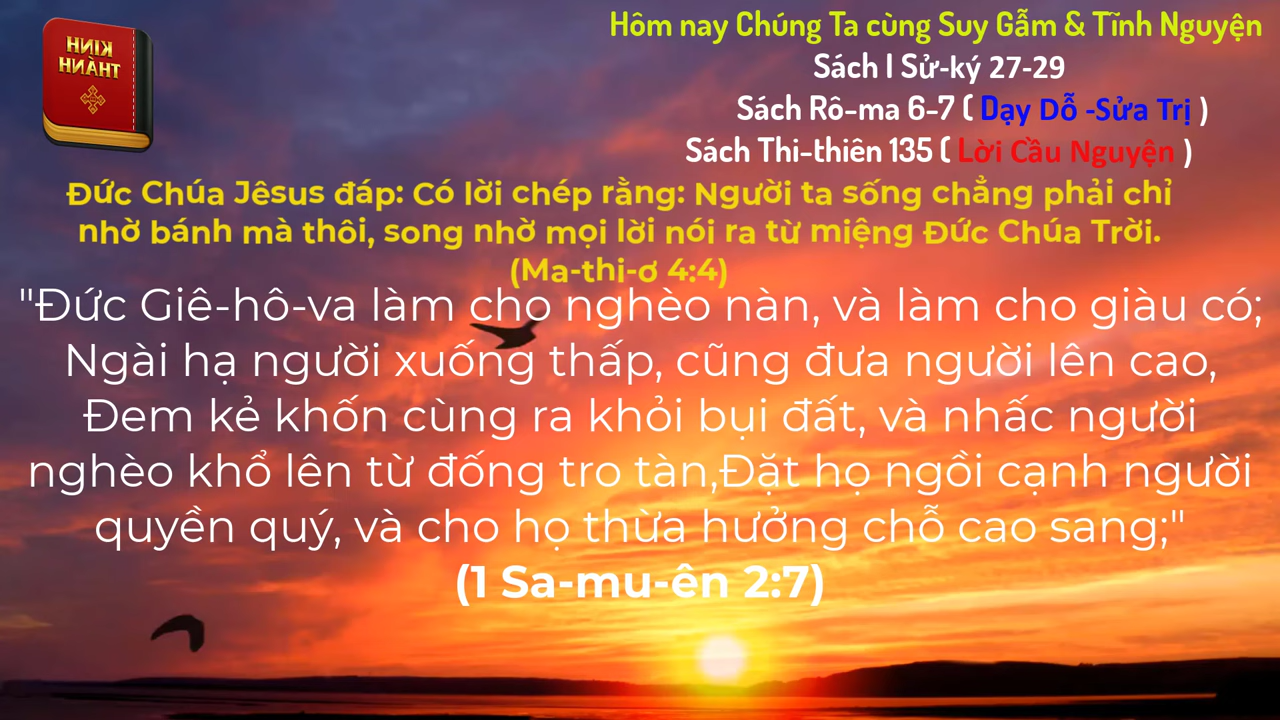 KINH
THÁNH
Hôm nay Chúng Ta cùng Suy Gẫm & Tĩnh Nguyện
Sách I Sử-ký 27-29
Sách Rô-ma 6-7 ( Dạy Dỗ -Sửa Trị )
Sách Thi-thiên 135 ( Lời Cầu Nguyện )
Đức Chúa Jêsus đáp: Có lời chép rằng: Người ta sống chẳng phải chỉ
nhờ bánh mà thôi, song nhờ mọi lời nói ra từ miệng Đức Chúa Trời.
(Ma-thi-ơ 4:4)
"Đức Giê-hô-va làm cho nghèo nàn, và làm cho giàu có;
Ngài hạ người xuống thấp, cũng đưa người lên cao,
Đem kẻ khốn cùng ra khỏi bụi đất, và nhấc người
nghèo khổ lên từ đống tro tàn,Đặt họ ngồi cạnh người
quyền quý, và cho họ thừa hưởng chỗ cao sang;"
(1 Sa-mu-ên 2:7)